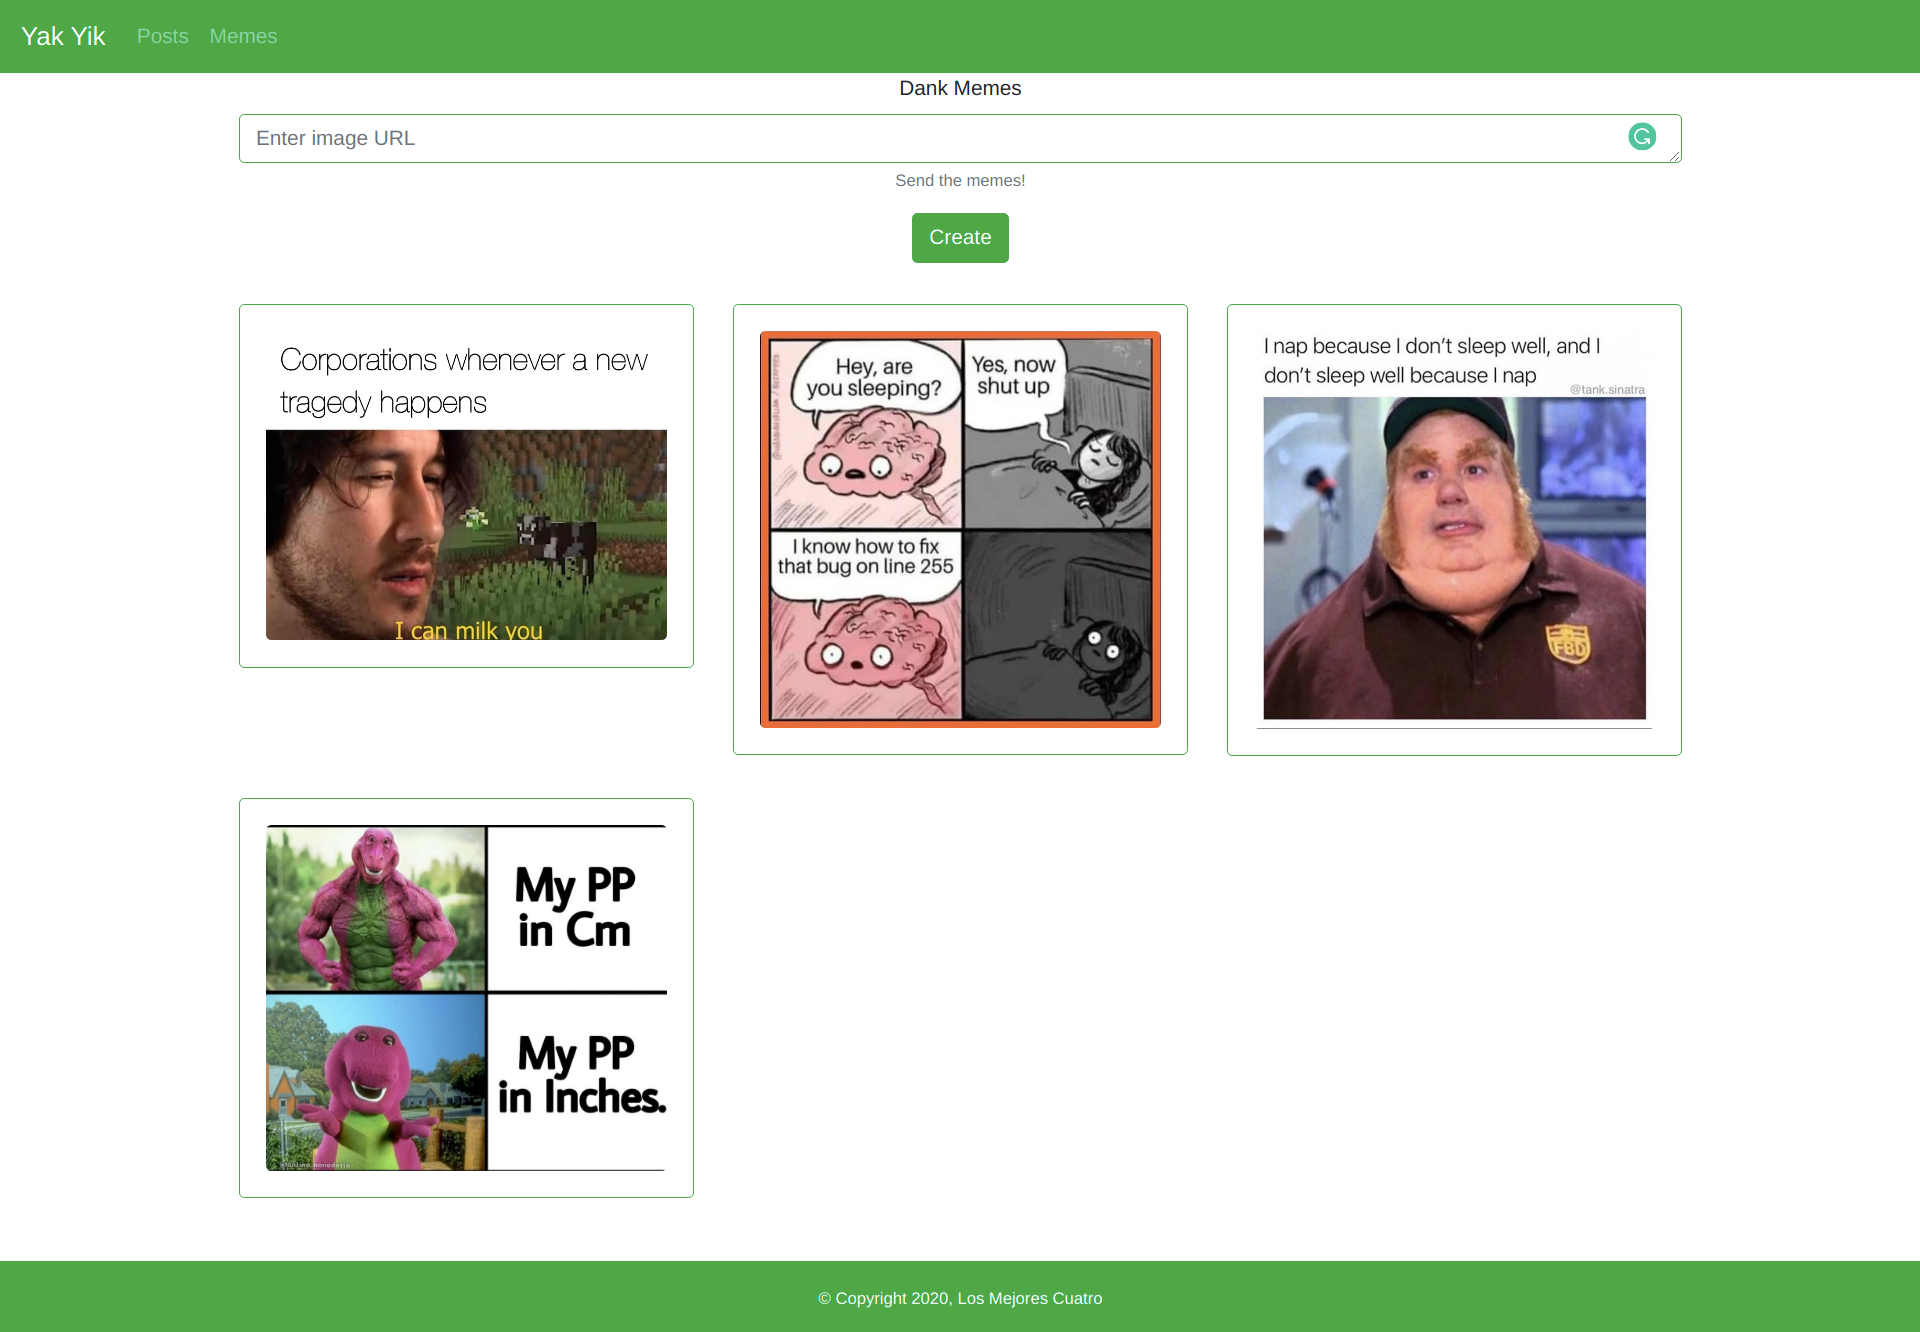 Yak Yik
Posts
Memes
Dank Memes
Enter image URL
Send the memes!
Create
Corporations whenever a new
tragedy happens
I can milk you
Hey, are
you sleeping?
Yes, now
shut up
I know how to fix
that bug on line 255
I nap because I don't sleep well, and I
don't sleep well because I nap
@tank.sinatra
FBD
My PP
in Cm
My PP
in Inches.
© Copyright 2020, Los Mejores Cuatro